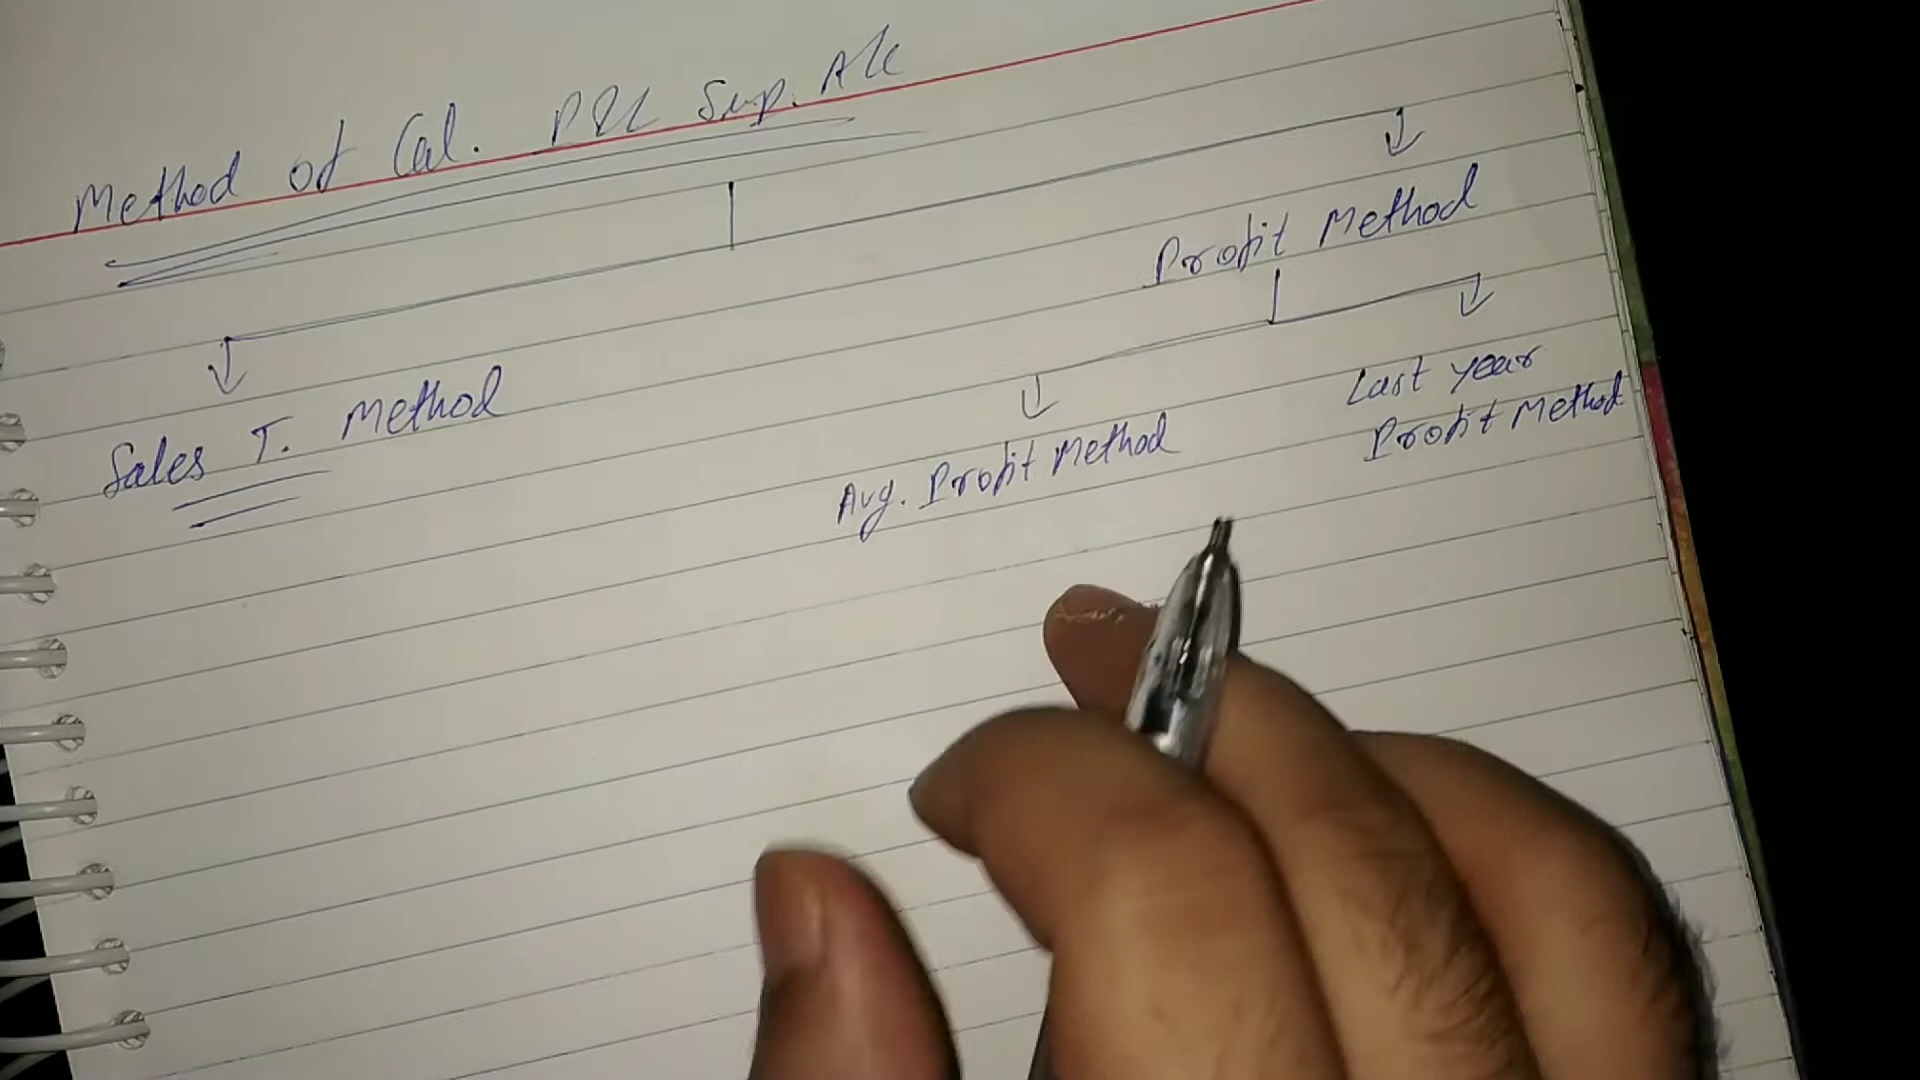 Method of Cal. P&L Sup. A/c
Profit Method
Sales T. Method
Avg. Profit Method
Last year
Profit Method